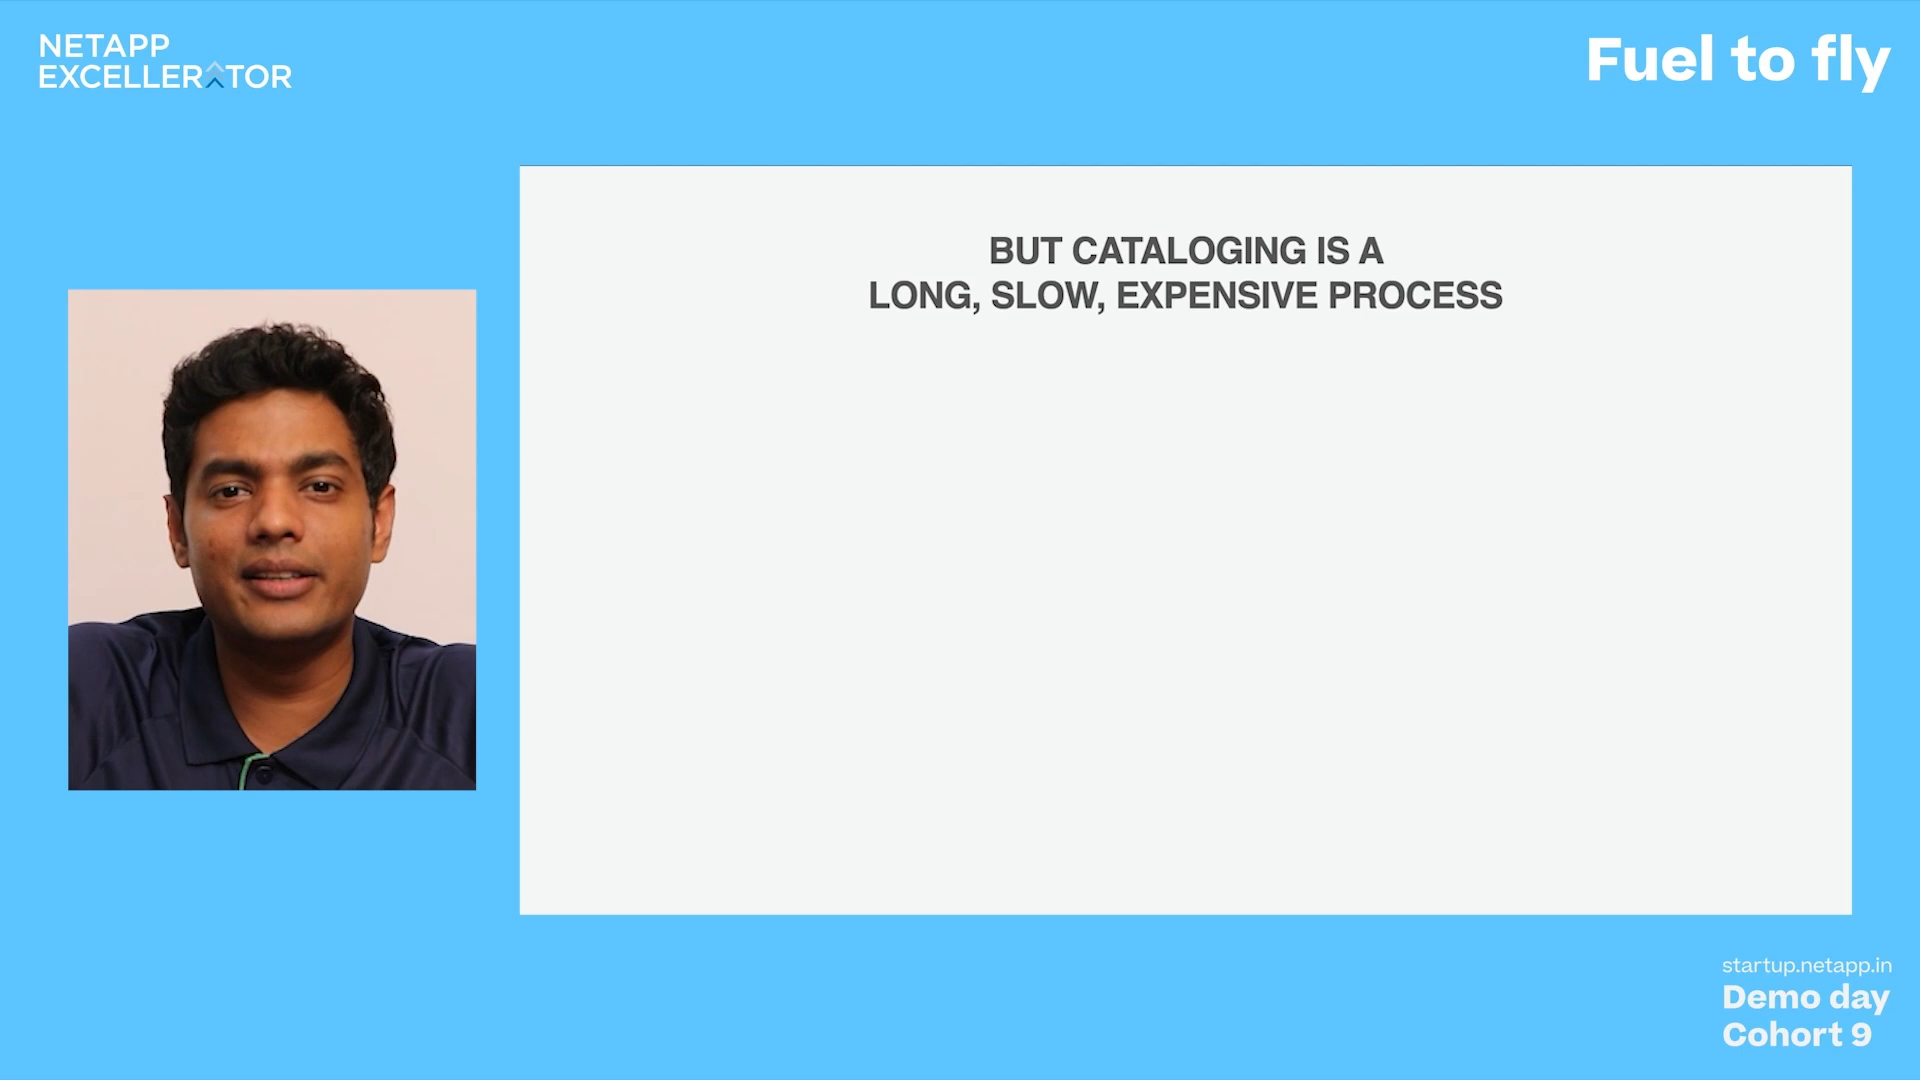 NETAPP
EXCELLERATOR
Fuel to fly
BUT CATALOGING IS A
LONG, SLOW, EXPENSIVE PROCESS
startup.netapp.in
Demo day
Cohort 9